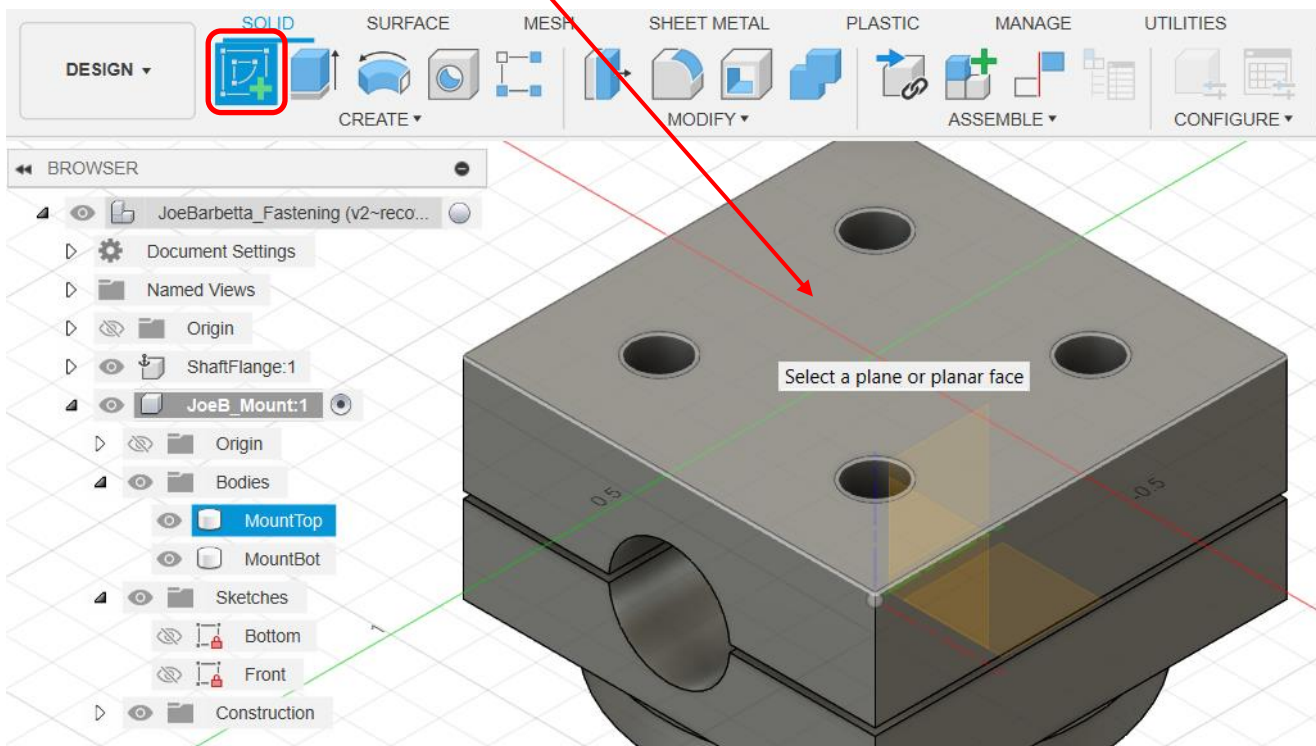 SOLID SURFACE MESH SHEET METAL PLASTIC MANAGE UTILITIES
DESIGN ▾
CREATE ▾ MODIFY ▾ ASSEMBLE ▾ CONFIGURE ▾
BROWSER
JoeBarbetta_Fastening (v2~reco...
Document Settings
Named Views
Origin
ShaftFlange:1
JoeB_Mount:1
Origin
Bodies
MountTop
MountBot
Sketches
Bottom
Front
Construction
Select a plane or planar face
0.5
-0.5
1